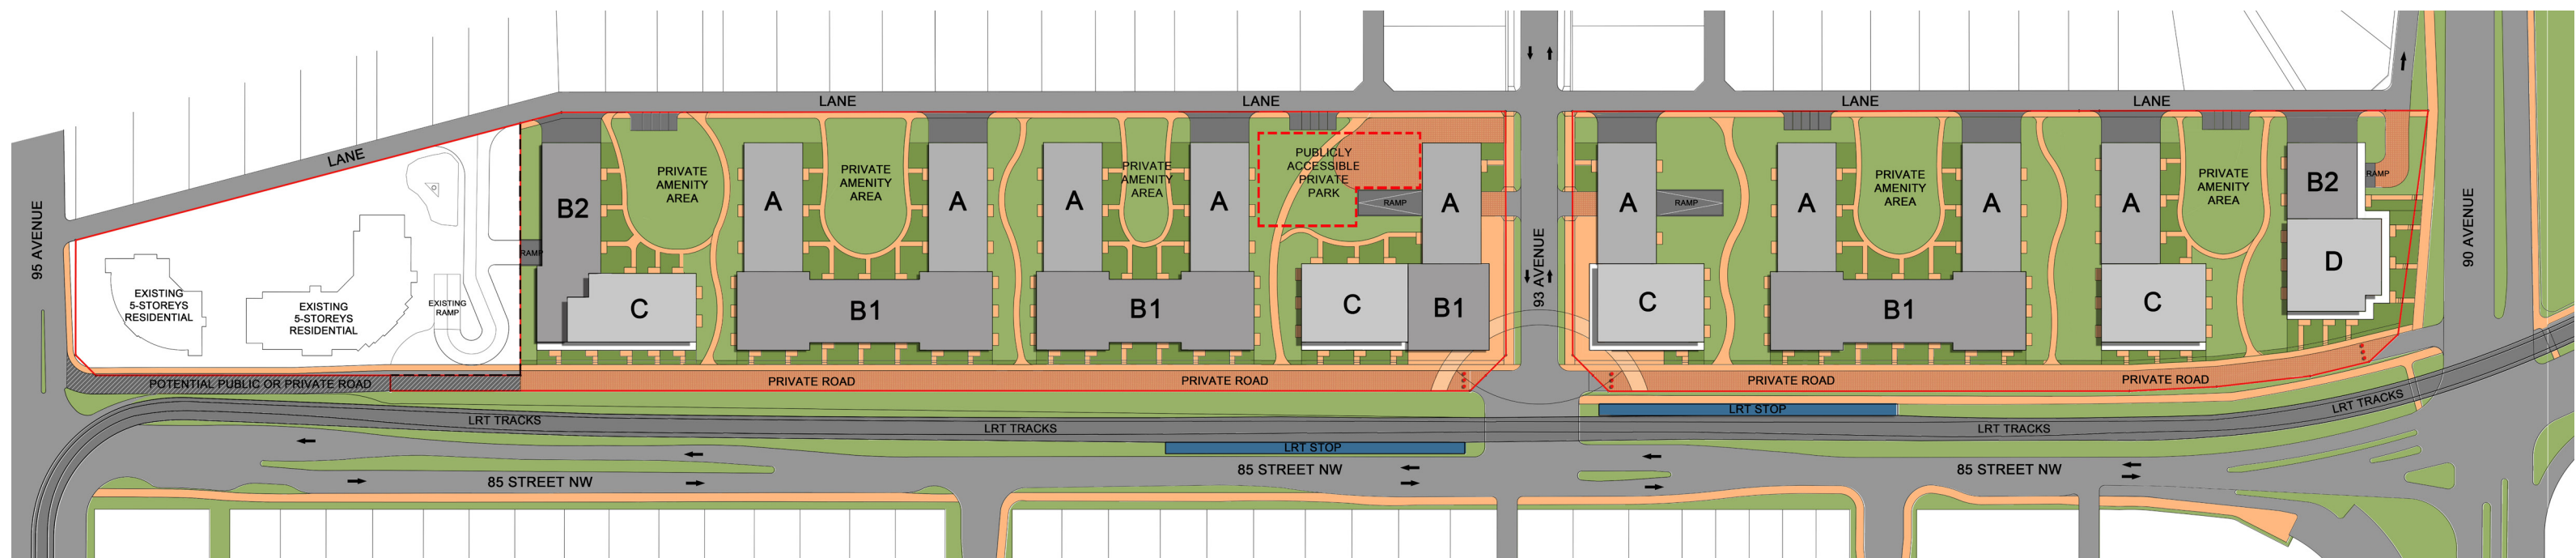 LANE
LANE
LANE
LANE
LANE
95 AVENUE
EXISTING
5-STOREYS
RESIDENTIAL
EXISTING
5-STOREYS
RESIDENTIAL
EXISTING
RAMP
RAMP
B2
C
PRIVATE
AMENITY
AREA
A
PRIVATE
AMENITY
AREA
A
B1
A
PRIVATE
AMENITY
AREA
A
B1
PUBLICLY
ACCESSIBLE
PRIVATE
PARK
RAMP
A
C
B1
93 AVENUE
A
RAMP
C
A
PRIVATE
AMENITY
AREA
A
B1
A
PRIVATE
AMENITY
AREA
C
B2
RAMP
D
90 AVENUE
POTENTIAL PUBLIC OR PRIVATE ROAD
PRIVATE ROAD
PRIVATE ROAD
PRIVATE ROAD
PRIVATE ROAD
LRT TRACKS
LRT TRACKS
LRT STOP
LRT STOP
LRT TRACKS
LRT TRACKS
85 STREET NW
85 STREET NW
85 STREET NW